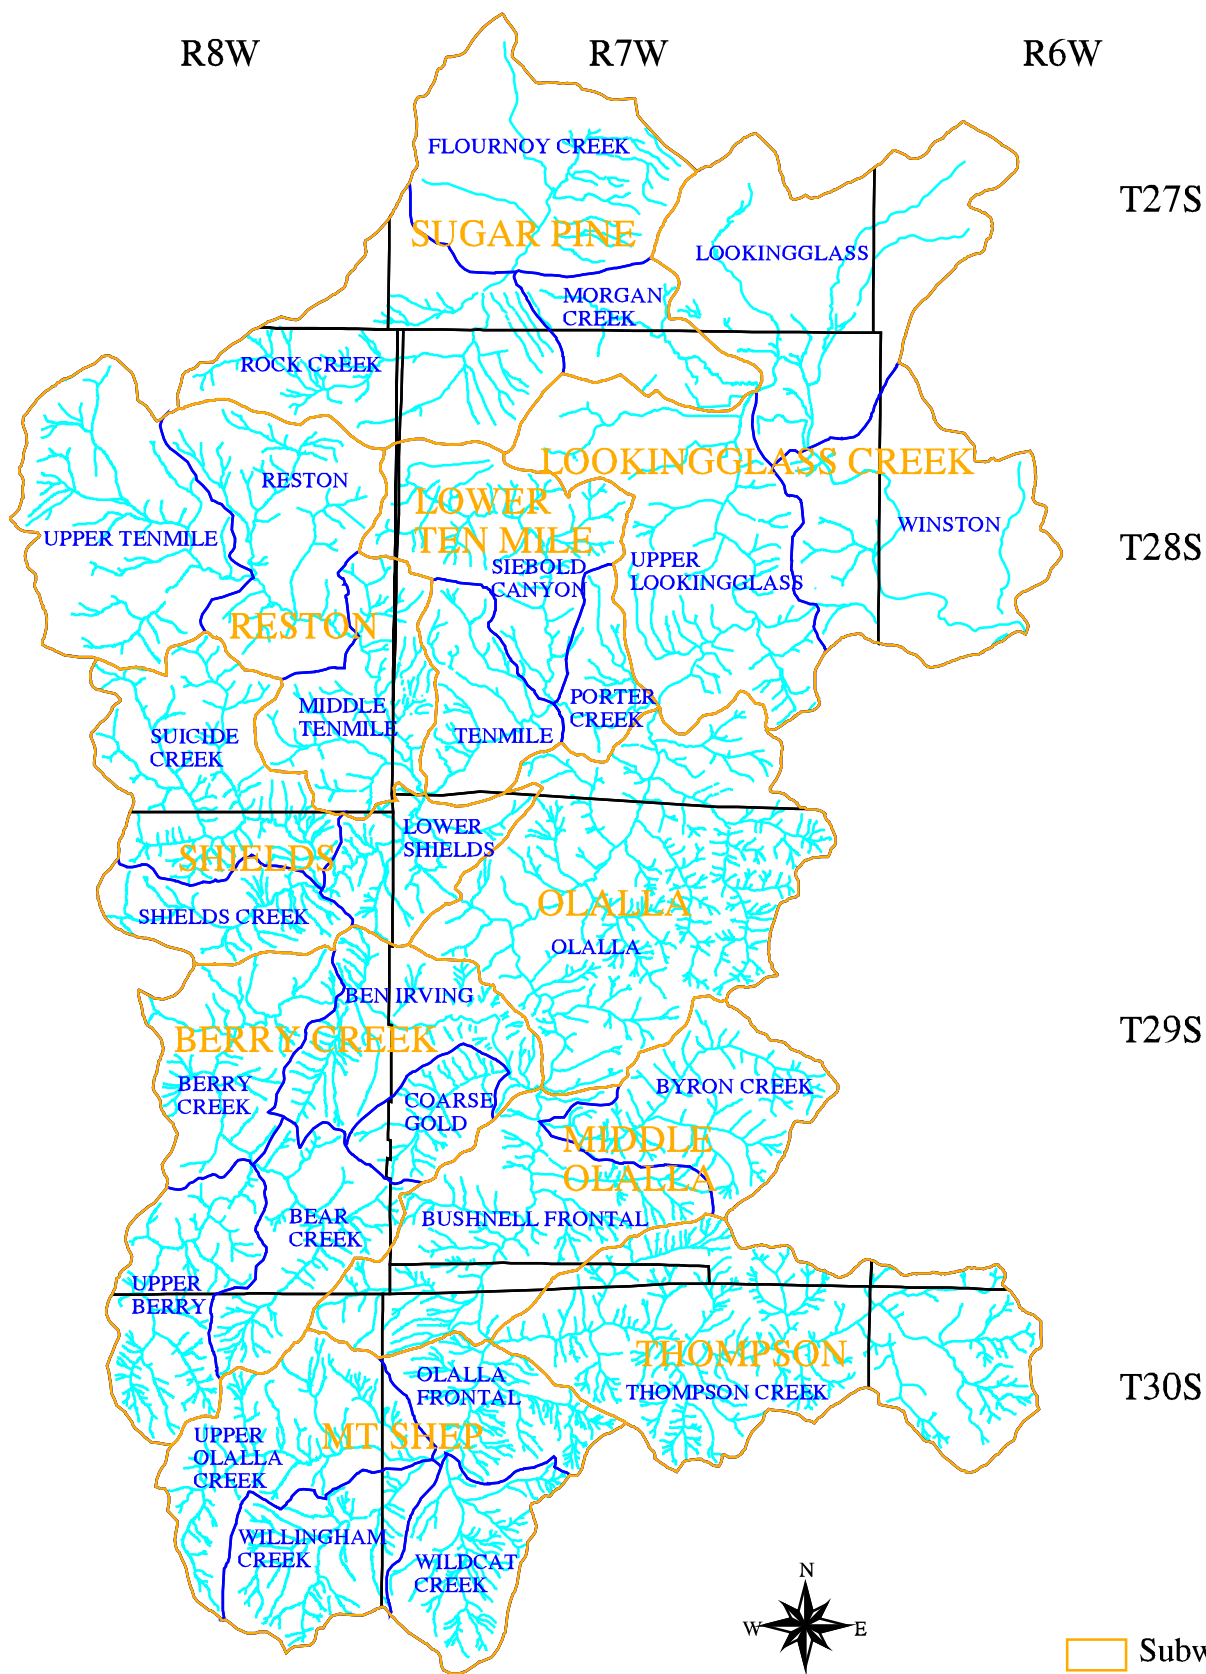 R8W
R7W
R6W
FLOURNOY CREEK
T27S
SUGAR PINE
LOOKINGGLASS
MORGAN
CREEK
ROCK CREEK
LOOKINGGLASS CREEK
RESTON
LOWER
TEN MILE
WINSTON
UPPER TENMILE
T28S
SIEBOLD
CANYON
UPPER
LOOKINGGLASS
RESTON
PORTER
CREEK
MIDDLE
TENMILE
SUICIDE
CREEK
TENMILE
LOWER
SHIELDS
SHIELDS
OLALLA
SHIELDS CREEK
OLALLA
BEN IRVING
T29S
BERRY CREEK
BERRY
CREEK
BYRON CREEK
COARSE
GOLD
MIDDLE
OLALLA
BEAR
CREEK
BUSHNELL FRONTAL
UPPER
BERRY
THOMPSON
OLALLA
FRONTAL
THOMPSON CREEK
T30S
MT SHEP
UPPER
OLALLA
CREEK
WILLINGHAM
CREEK
WILDCAT
CREEK
N
W
E
S
Subw